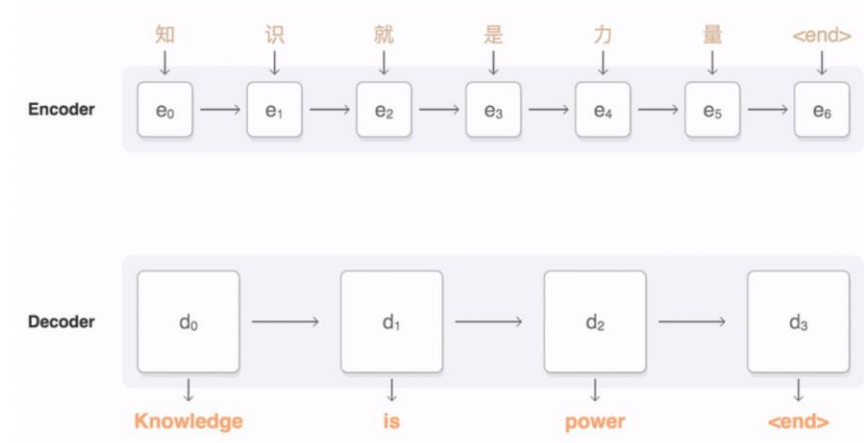 知 识 就 是 力 量 <end>
Encoder e₀ e₁ e₂ e₃ e₄ e₅ e₆
Decoder d₀ d₁ d₂ d₃
Knowledge is power <end>